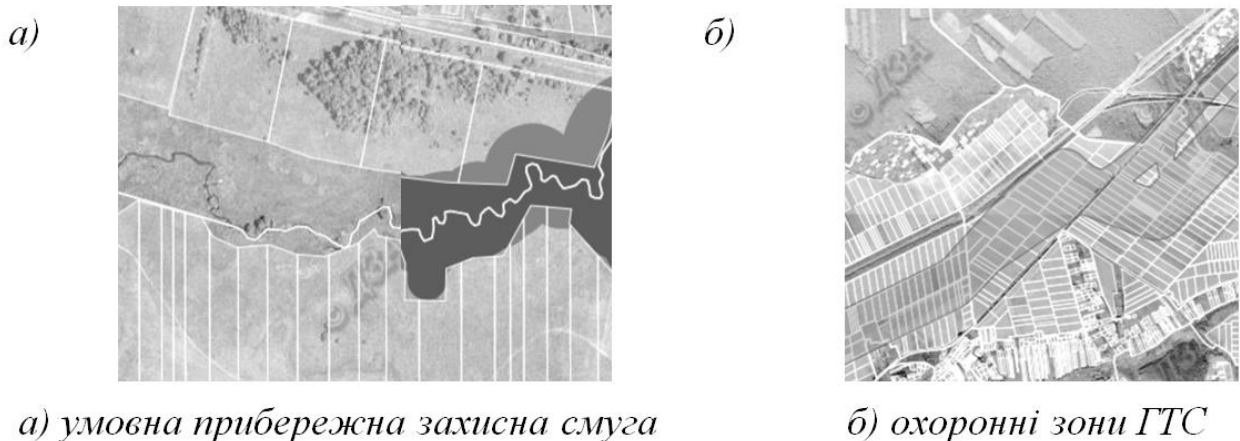 а)
б)
а) умовна прибережна захисна смуга
б) охоронні зони ГТС